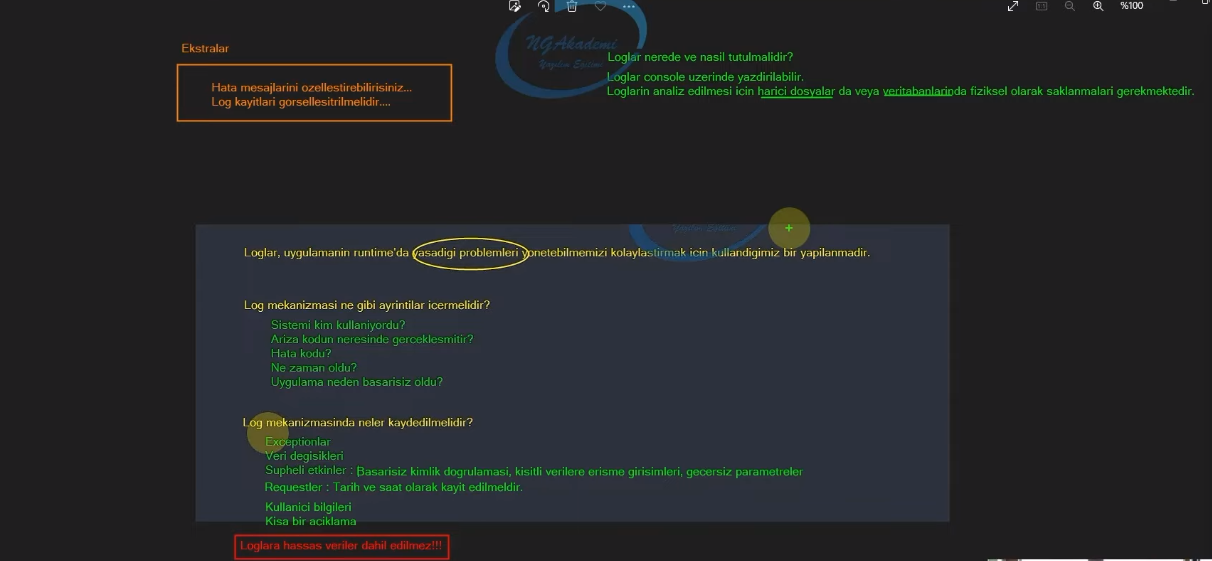 %100
NGAkademi
Yazılım Eğitimi
Ekstralar
Hata mesajlarini ozellestirebilirisiniz...
Log kayitlari gorsellesitrilmelidir....
Loglar nerede ve nasil tutulmalidir?
Loglar console uzerinde yazdirilabilir.
Loglarin analiz edilmesi icin harici dosyalar da veya veritabanlarinda fiziksel olarak saklanmalari gerekmektedir.
Loglar, uygulamanin runtime'da yasadigi problemleri yonetebilmemizi kolaylastirmak icin kullandigimiz bir yapilanmadir.
Log mekanizmasi ne gibi ayrintilar icermelidir?
Sistemi kim kullaniyordu?
Ariza kodun neresinde gerceklesmitir?
Hata kodu?
Ne zaman oldu?
Uygulama neden basarisiz oldu?
Log mekanizmasinda neler kaydedilmelidir?
Exceptionlar
Veri degisikleri
Supheli etkinler : Basarisiz kimlik dogrulamasi, kisitli verilere erisme girisimleri, gecersiz parametreler
Requestler : Tarih ve saat olarak kayit edilmeldir.
Kullanici bilgileri
Kisa bir aciklama
Loglara hassas veriler dahil edilmez!!!